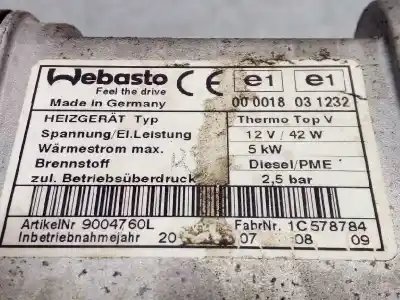 Webasto CE e1 e1
Feel the drive
Made in Germany 00 0018 03 1232
HEIZGERÄT Typ Thermo Top V
Spannung/El.Leistung 12 V / 42 W
Wärmestrom max. 5 kW
Brennstoff Diesel/PME
zul. Betriebsüberdruck 2,5 bar
ArtikelNr 9004760L FabrNr. 1C578784
Inbetriebnahmejahr 20 07 08 09